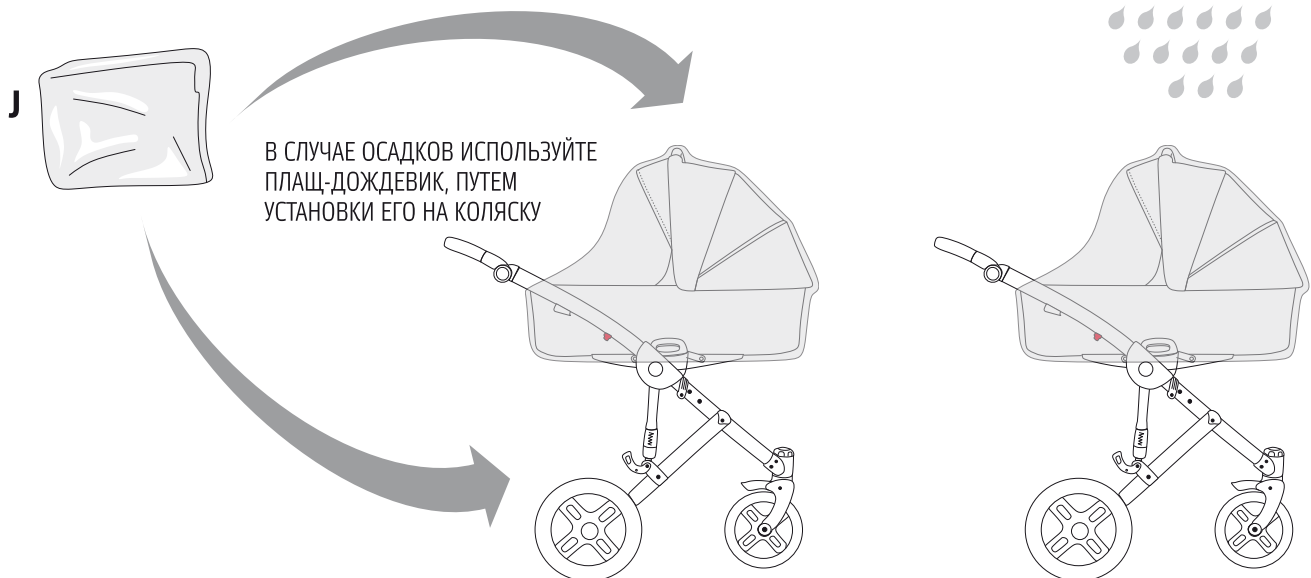 J
В СЛУЧАЕ ОСАДКОВ ИСПОЛЬЗУЙТЕ
ПЛАЩ-ДОЖДЕВИК, ПУТЕМ
УСТАНОВКИ ЕГО НА КОЛЯСКУ